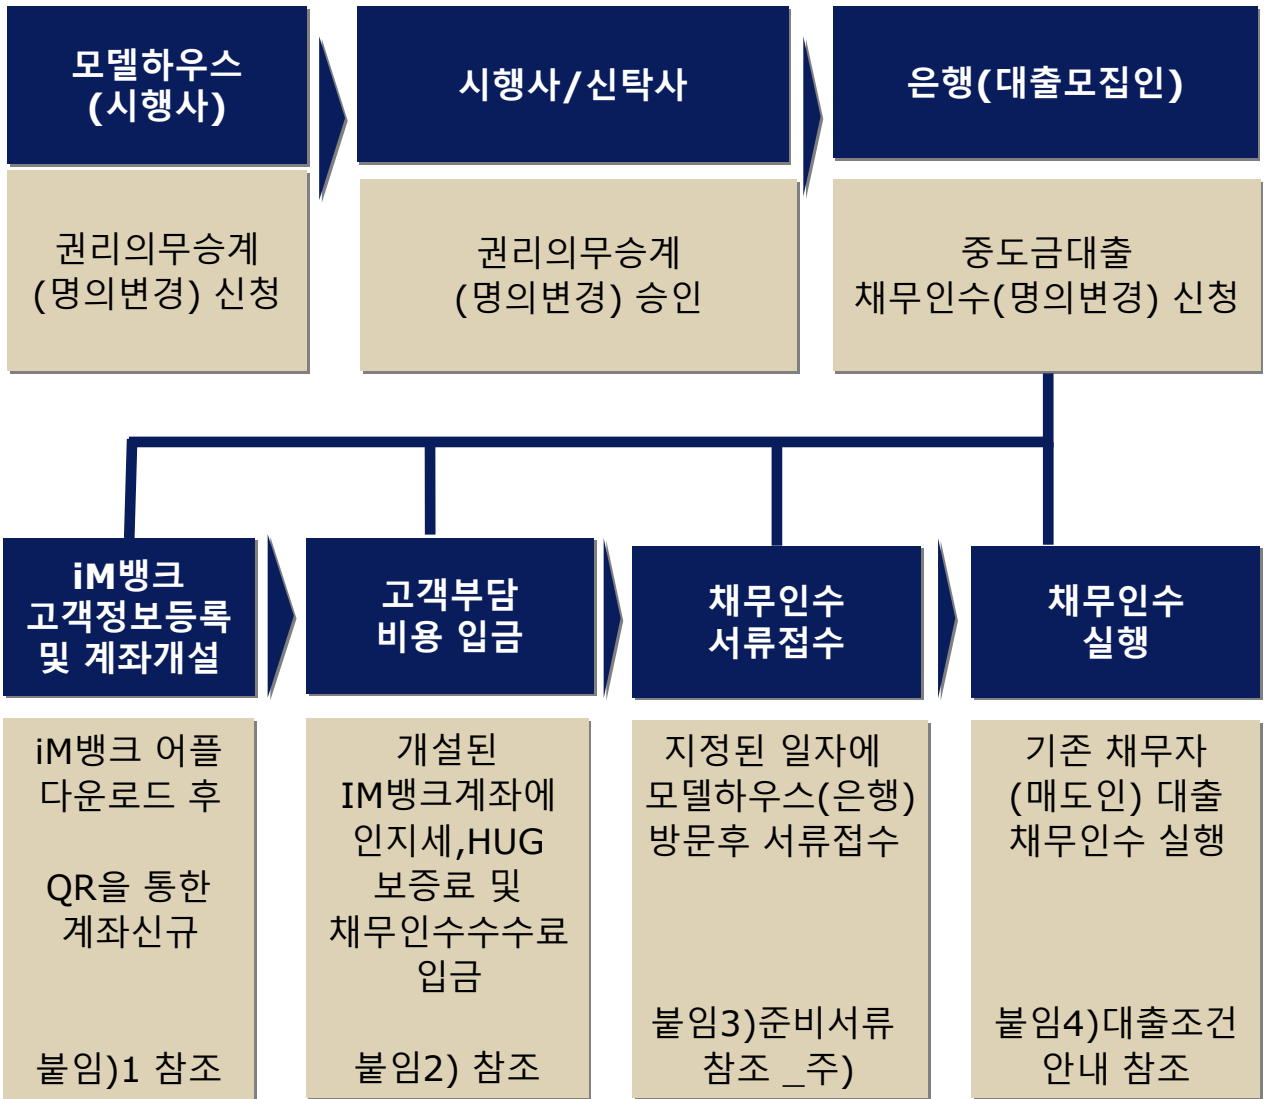 모델하우스
(시행사)
시행사/신탁사
은행(대출모집인)
권리의무승계
(명의변경) 신청
권리의무승계
(명의변경) 승인
중도금대출
채무인수(명의변경) 신청
iM뱅크
고객정보등록
및 계좌개설
고객부담
비용 입금
채무인수
서류접수
채무인수
실행
iM뱅크 어플
다운로드 후
QR을 통한
계좌신규
붙임)1 참조
개설된
IM뱅크계좌에
인지세,HUG
보증료 및
채무인수수수료
입금
붙임2) 참조
지정된 일자에
모델하우스(은행)
방문후 서류접수
붙임3)준비서류
참조 _주)
기존 채무자
(매도인) 대출
채무인수 실행
붙임4)대출조건
안내 참조